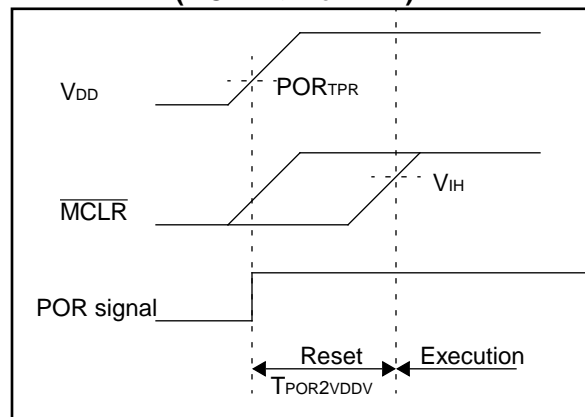 VDD
PORTPR
MCLR
VIH
POR signal
Reset
Execution
TPOR2VDDV